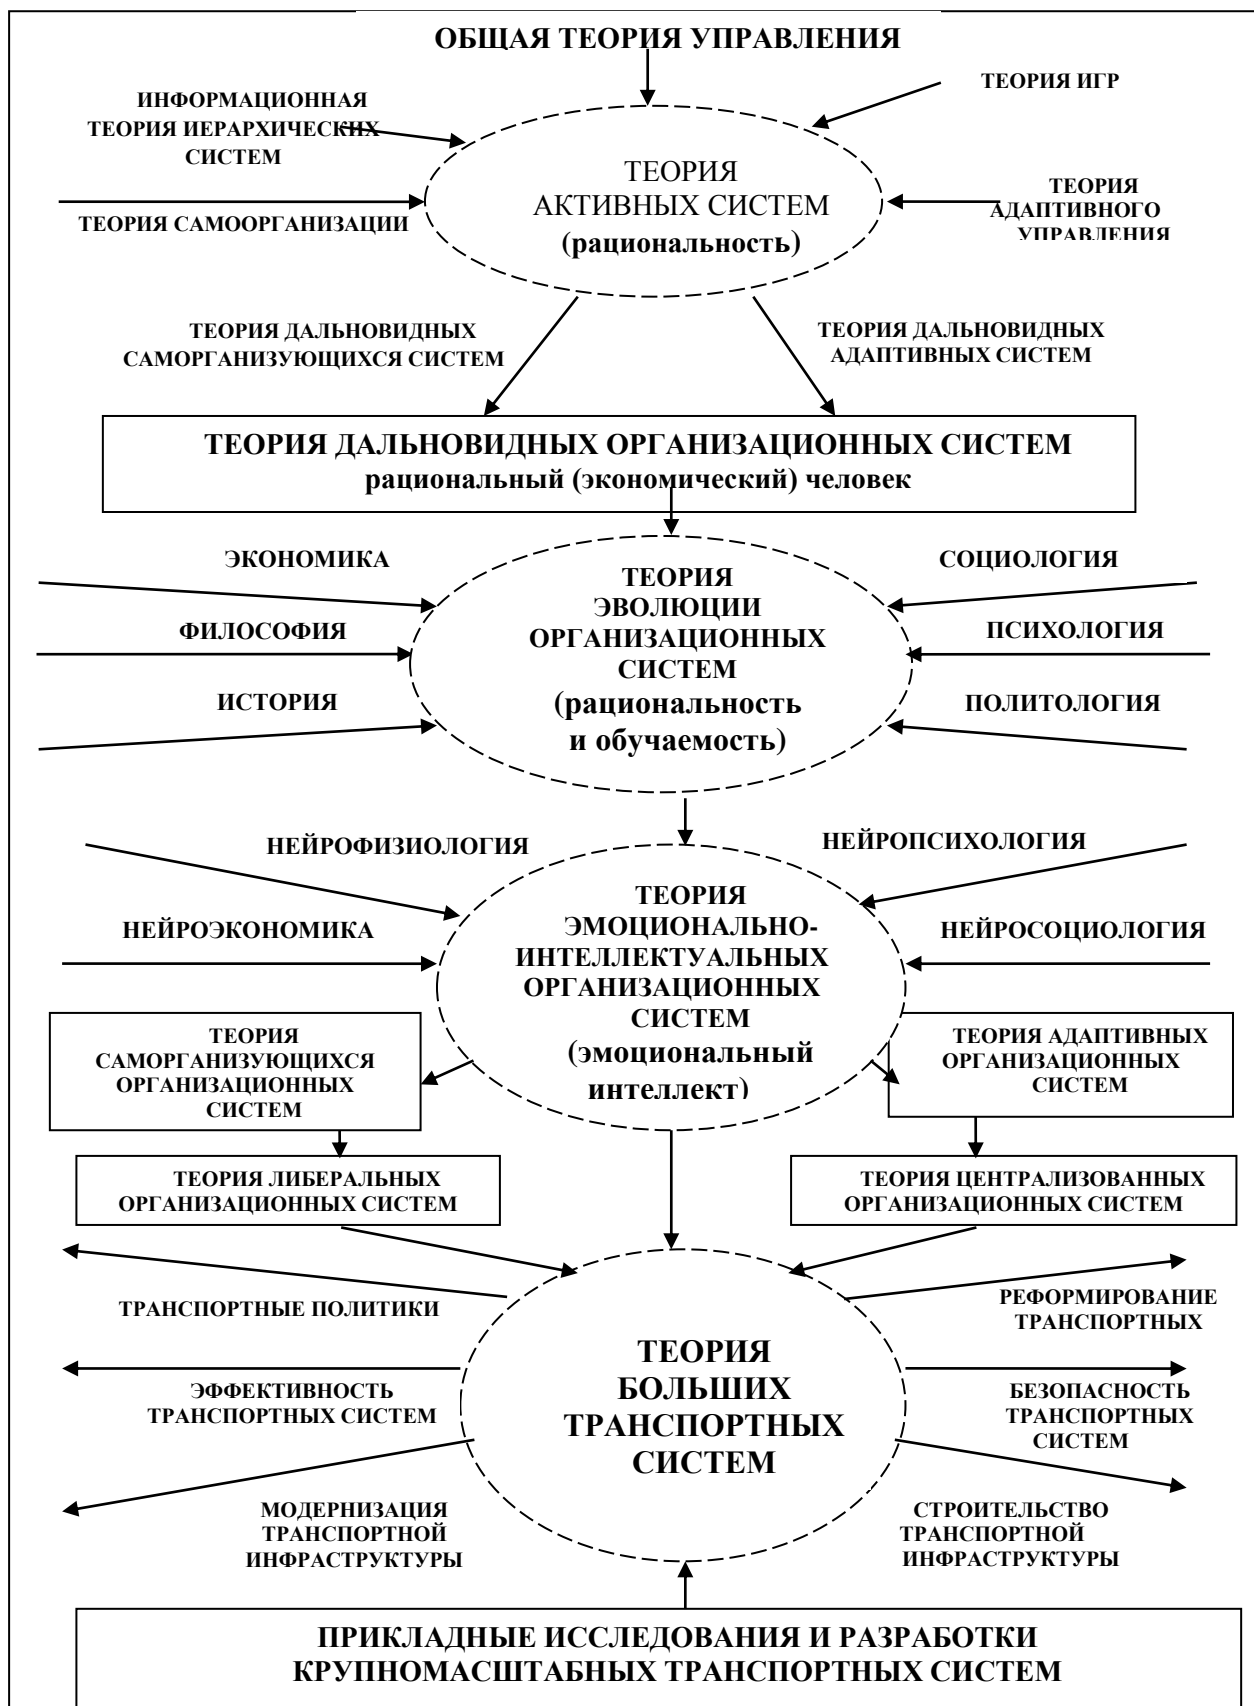 ОБЩАЯ ТЕОРИЯ УПРАВЛЕНИЯ
ИНФОРМАЦИОННАЯ
ТЕОРИЯ ИЕРАРХИЧЕСКИХ
СИСТЕМ
ТЕОРИЯ ИГР
ТЕОРИЯ
АКТИВНЫХ СИСТЕМ
(рациональность)
ТЕОРИЯ САМООРГАНИЗАЦИИ
ТЕОРИЯ
АДАПТИВНОГО
УПРАВЛЕНИЯ
ТЕОРИЯ ДАЛЬНОВИДНЫХ
САМОРГАНИЗУЮЩИХСЯ СИСТЕМ
ТЕОРИЯ ДАЛЬНОВИДНЫХ
АДАПТИВНЫХ СИСТЕМ
ТЕОРИЯ ДАЛЬНОВИДНЫХ ОРГАНИЗАЦИОННЫХ СИСТЕМ
рациональный (экономический) человек
ЭКОНОМИКА
ФИЛОСОФИЯ
ИСТОРИЯ
ТЕОРИЯ
ЭВОЛЮЦИИ
ОРГАНИЗАЦИОННЫХ
СИСТЕМ
(рациональность
и обучаемость)
СОЦИОЛОГИЯ
ПСИХОЛОГИЯ
ПОЛИТОЛОГИЯ
НЕЙРОФИЗИОЛОГИЯ
НЕЙРОЭКОНОМИКА
НЕЙРОПСИХОЛОГИЯ
НЕЙРОСОЦИОЛОГИЯ
ТЕОРИЯ
ЭМОЦИОНАЛЬНО-
ИНТЕЛЛЕКТУАЛЬНЫХ
ОРГАНИЗАЦИОННЫХ
СИСТЕМ
(эмоциональный
интеллект)
ТЕОРИЯ
САМОРГАНИЗУЮЩИХСЯ
ОРГАНИЗАЦИОННЫХ
СИСТЕМ
ТЕОРИЯ АДАПТИВНЫХ
ОРГАНИЗАЦИОННЫХ
СИСТЕМ
ТЕОРИЯ ЛИБЕРАЛЬНЫХ
ОРГАНИЗАЦИОННЫХ СИСТЕМ
ТЕОРИЯ ЦЕНТРАЛИЗОВАННЫХ
ОРГАНИЗАЦИОННЫХ СИСТЕМ
ТРАНСПОРТНЫЕ ПОЛИТИКИ
ЭФФЕКТИВНОСТЬ
ТРАНСПОРТНЫХ СИСТЕМ
МОДЕРНИЗАЦИЯ
ТРАНСПОРТНОЙ
ИНФРАСТРУКТУРЫ
ТЕОРИЯ
БОЛЬШИХ
ТРАНСПОРТНЫХ
СИСТЕМ
РЕФОРМИРОВАНИЕ
ТРАНСПОРТНЫХ
БЕЗОПАСНОСТЬ
ТРАНСПОРТНЫХ
СИСТЕМ
СТРОИТЕЛЬСТВО
ТРАНСПОРТНОЙ
ИНФРАСТРУКТУРЫ
ПРИКЛАДНЫЕ ИССЛЕДОВАНИЯ И РАЗРАБОТКИ
КРУПНОМАСШТАБНЫХ ТРАНСПОРТНЫХ СИСТЕМ